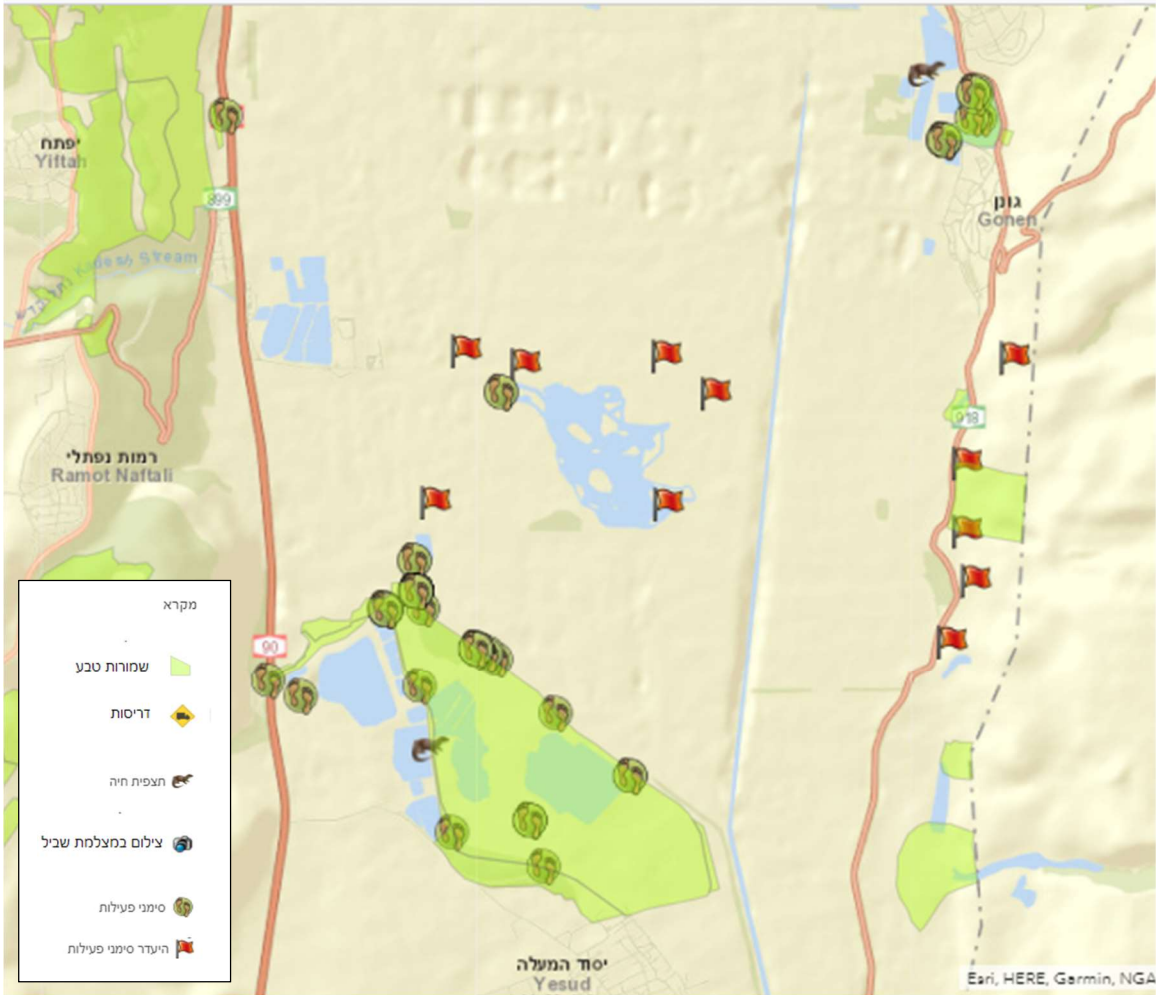 יפתח
Yiftah
899
Kadesh Stream
גונן
Gonen
918
רמות נפתלי
Ramot Naftali
90
מקרא
שמורות טבע
דריסות
תצפית חיה
צילום במצלמת שביל
סימני פעילות
היעדר סימני פעילות
יסוד המעלה
Yesud
Esri, HERE, Garmin, NGA